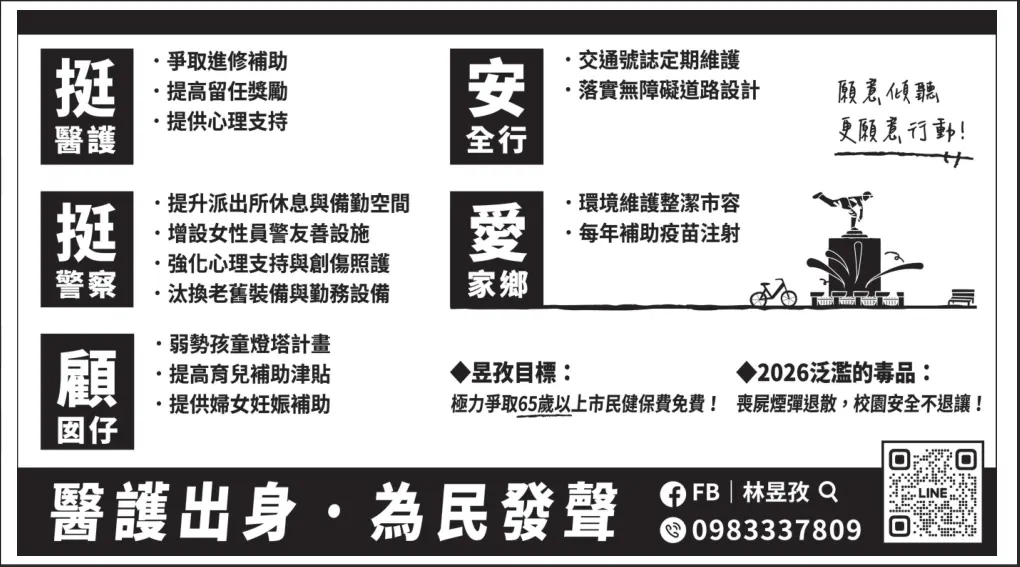 挺
醫護
・爭取進修補助
・提高留任獎勵
・提供心理支持
安
全行
・交通號誌定期維護
・落實無障礙道路設計
願意傾聽
更願意行動!
挺
警察
・提升派出所休息與備勤空間
・增設女性員警友善設施
・強化心理支持與創傷照護
・汰換老舊裝備與勤務設備
愛
家鄉
・環境維護整潔市容
・每年補助疫苗注射
顧
囡仔
・弱勢孩童燈塔計畫
・提高育兒補助津貼
・提供婦女妊娠補助
◆昱孜目標：
極力爭取65歲以上市民健保費免費！
◆2026泛濫的毒品：
喪屍煙彈退散，校園安全不退讓！
醫護出身・為民發聲
FB｜林昱孜
0983337809
LINE